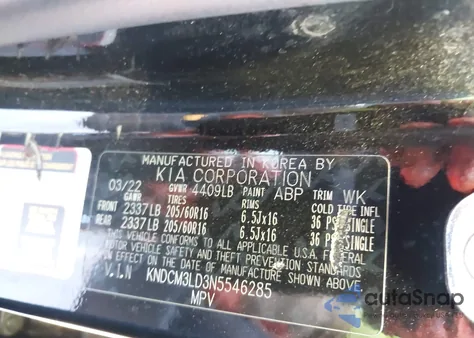 MANUFACTURED IN KOREA BY
KIA CORPORATION
03/22 GVWR 4409LB PAINT ABP TRIM WK
GAWR TIRES RIMS COLD TIRE INFL
FRONT 2337LB 205/60R16 6.5Jx16 36 PSI SINGLE
REAR 2337LB 205/60R16 6.5Jx16 36 PSI SINGLE
THIS VEHICLE CONFORMS TO ALL APPLICABLE U.S.A. FEDERAL
MOTOR VEHICLE SAFETY AND THEFT PREVENTION STANDARDS
IN EFFECT ON THE DATE OF MANUFACTURE SHOWN ABOVE.
V.I.N KNDCM3LD3N5546285
MPV
autoSnap